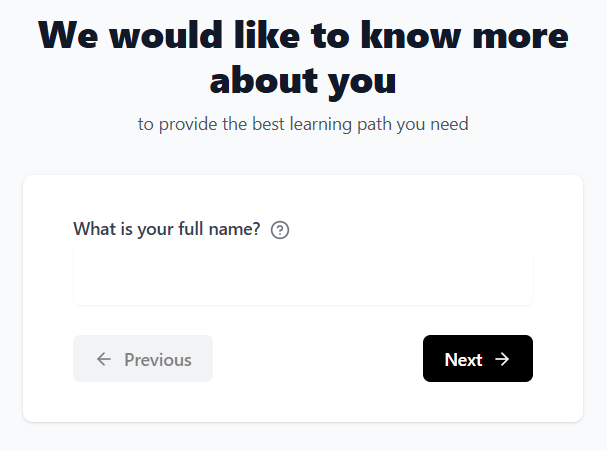 We would like to know more
about you
to provide the best learning path you need
What is your full name?
Previous
Next